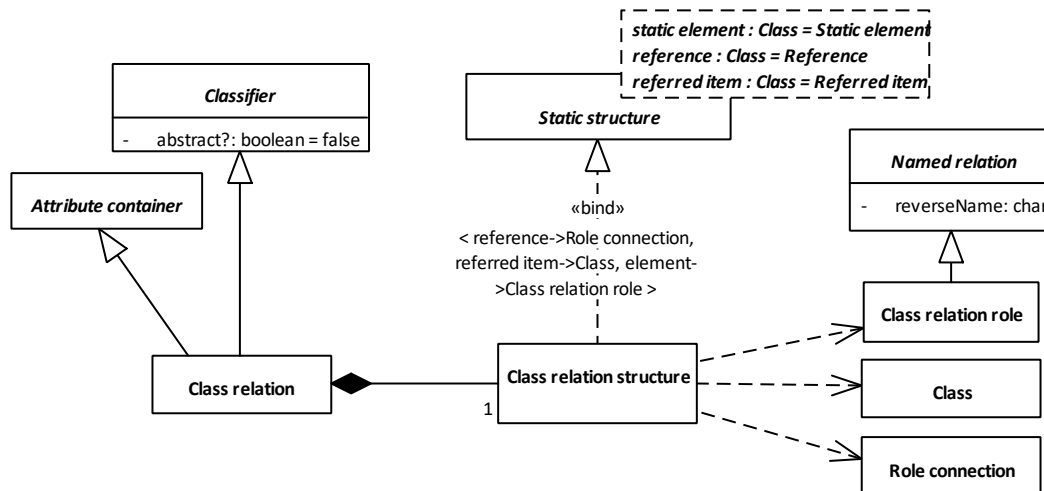 static element : Class = Static element
reference : Class = Reference
referred item : Class = Referred item
Classifier
- abstract?: boolean = false
Static structure
Named relation
- reverseName: char
Attribute container
«bind»
< reference->Role connection,
referred item->Class, element-
>Class relation role >
Class relation role
Class relation
Class relation structure
1
Class
Role connection